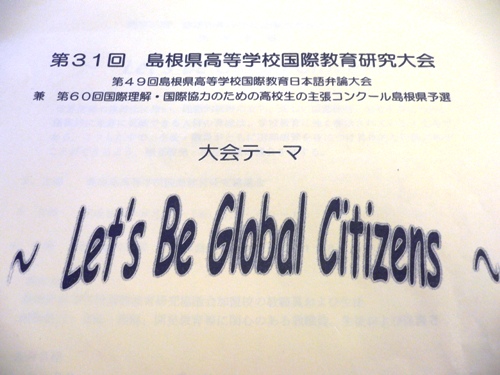 第31回 島根県高等学校国際教育研究大会
第49回島根県高等学校国際教育日本語弁論大会
兼 第60回国際理解・国際協力のための高校生の主張コンクール島根県予選
大会テーマ
~ Let's Be Global Citizens ~